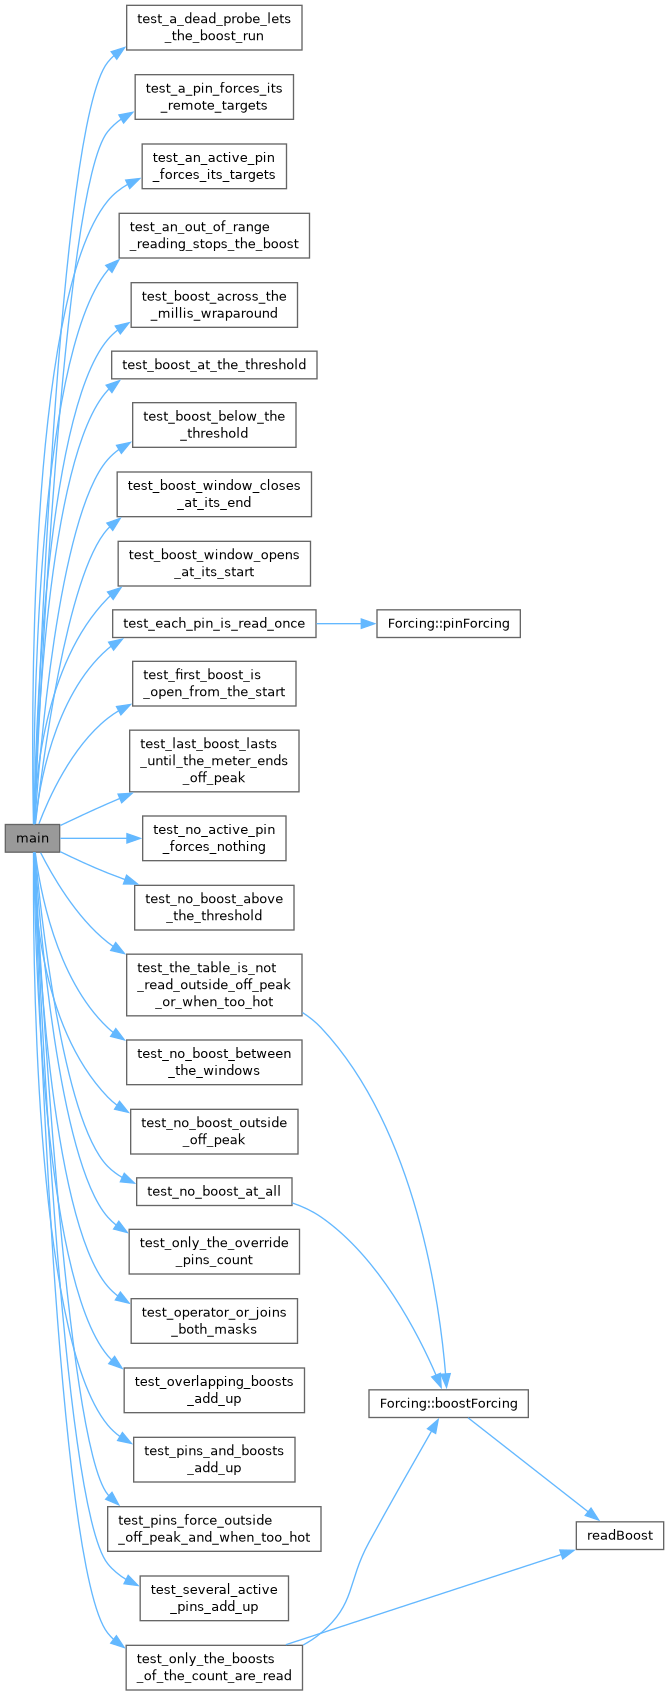 test_a_dead_probe_lets
_the_boost_run
test_a_pin_forces_its
_remote_targets
test_an_active_pin
_forces_its_targets
test_an_out_of_range
_reading_stops_the_boost
test_boost_across_the
_millis_wraparound
test_boost_at_the_threshold
test_boost_below_the
_threshold
test_boost_window_closes
_at_its_end
test_boost_window_opens
_at_its_start
test_each_pin_is_read_once
Forcing::pinForcing
test_first_boost_is
_open_from_the_start
test_last_boost_lasts
_until_the_meter_ends
_off_peak
main
test_no_active_pin
_forces_nothing
test_no_boost_above
_the_threshold
test_the_table_is_not
_read_outside_off_peak
_or_when_too_hot
test_no_boost_between
_the_windows
test_no_boost_outside
_off_peak
test_no_boost_at_all
test_only_the_override
_pins_count
test_operator_or_joins
_both_masks
test_overlapping_boosts
_add_up
Forcing::boostForcing
test_pins_and_boosts
_add_up
test_pins_force_outside
_off_peak_and_when_too_hot
readBoost
test_several_active
_pins_add_up
test_only_the_boosts
_of_the_count_are_read